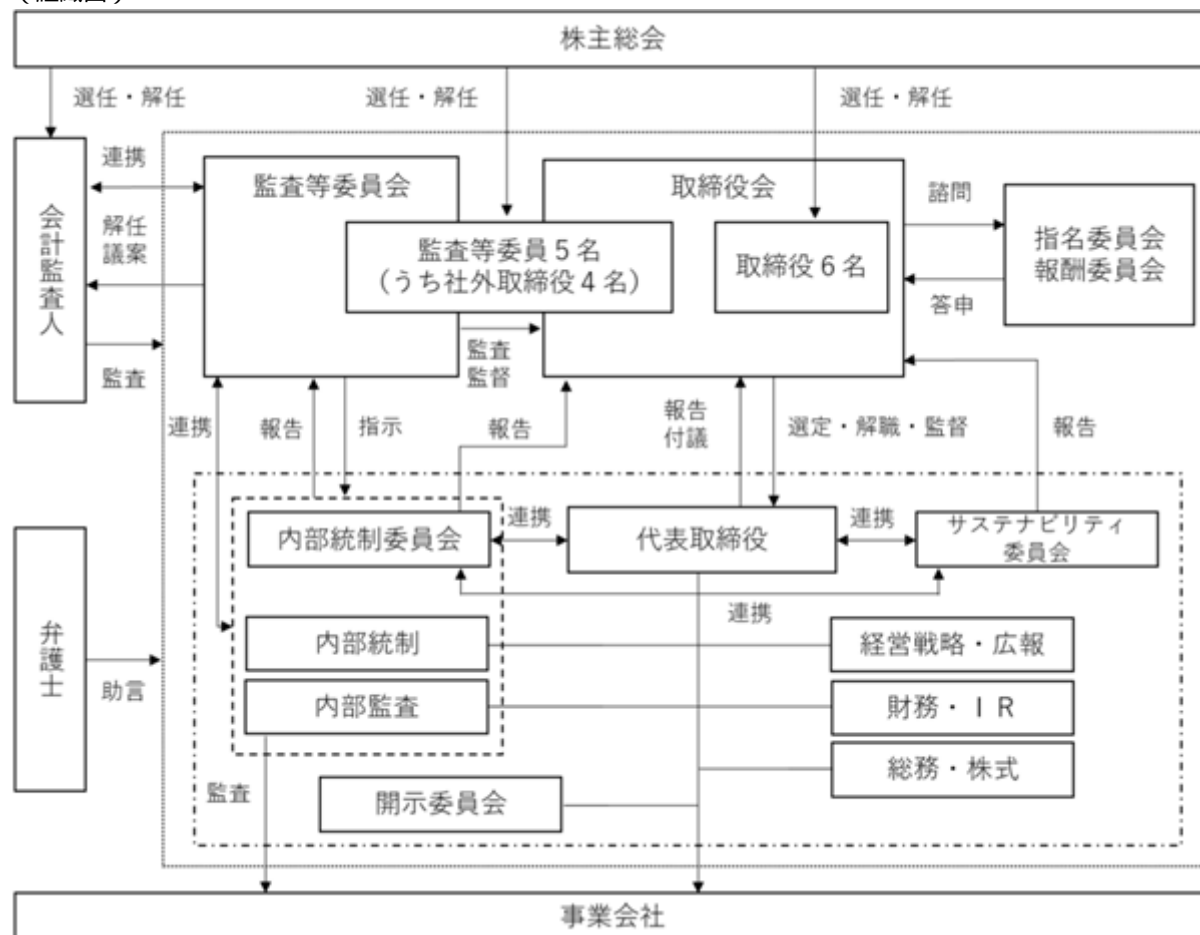 （組織図）
株主総会
選任・解任
選任・解任
選任・解任
連携
監査等委員会
取締役会
諮問
会計監査人
解任
議案
監査等委員５名
（うち社外取締役４名）
取締役６名
指名委員会
報酬委員会
答申
監査
監査
監督
連携
報告
指示
報告
報告
付議
選定・解職・監督
報告
内部統制委員会
連携
代表取締役
連携
サステナビリティ
委員会
連携
弁護士
助言
内部統制
経営戦略・広報
内部監査
財務・ＩＲ
総務・株式
監査
開示委員会
事業会社